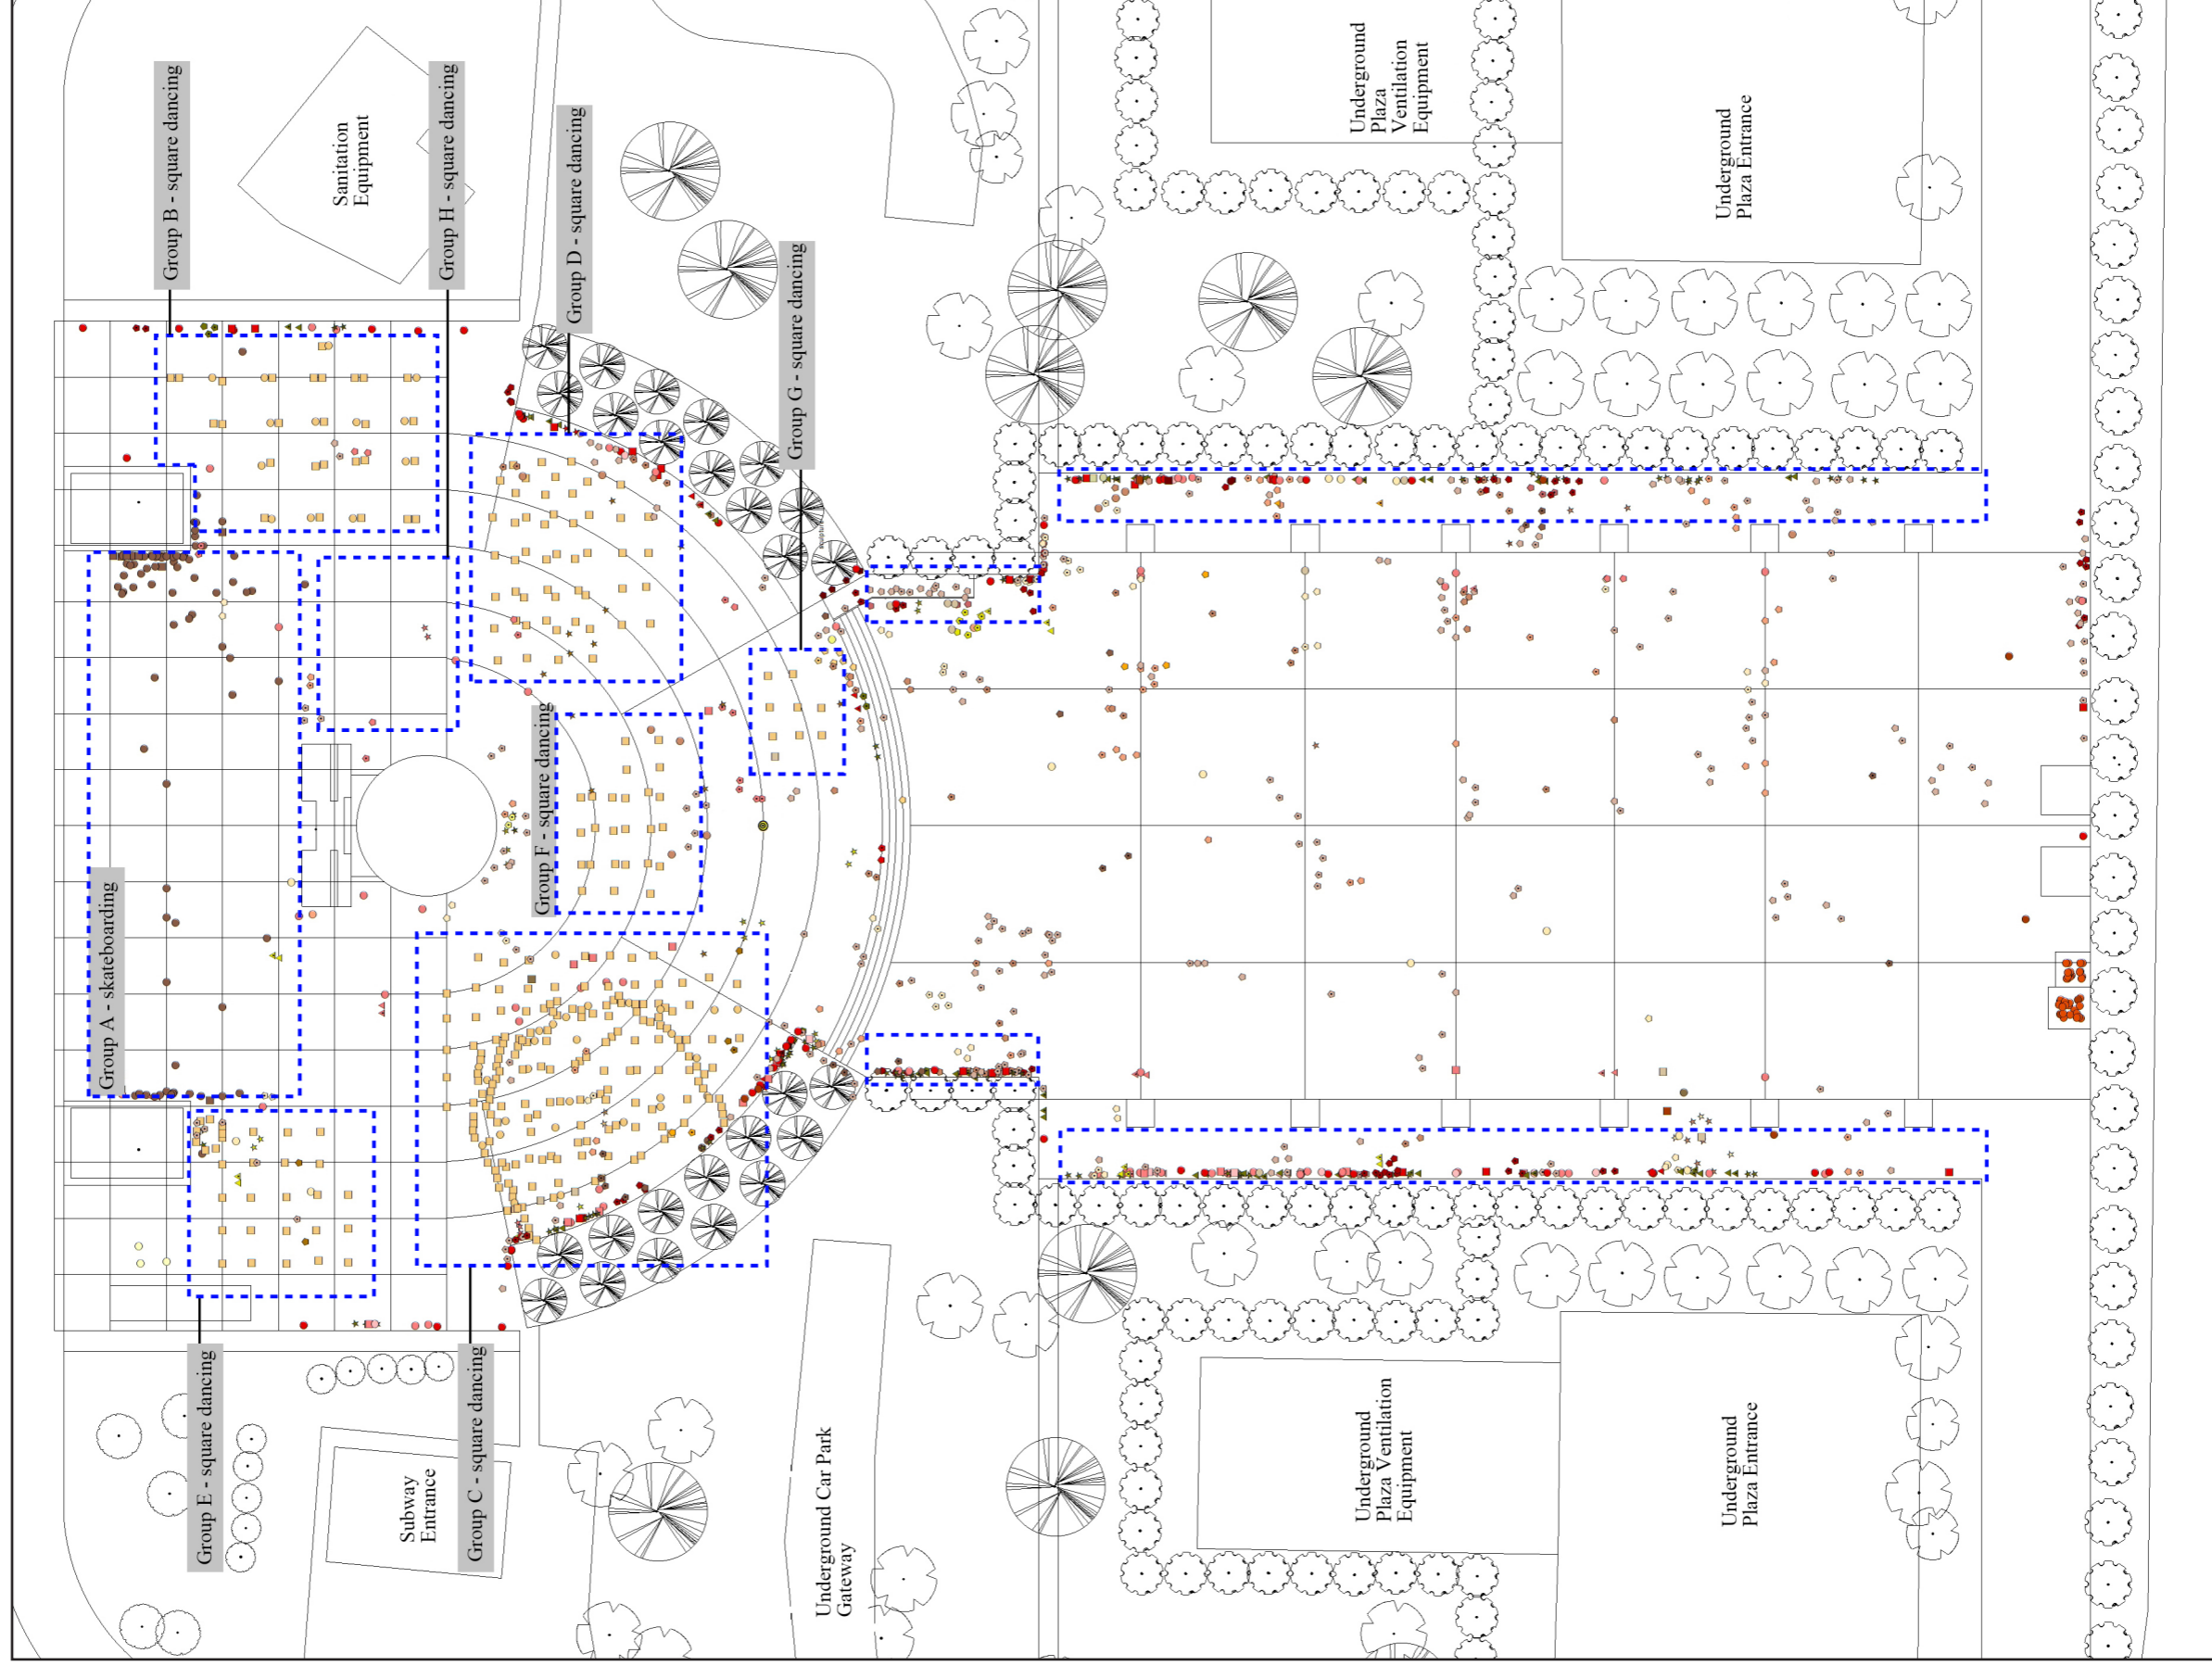 Group B - square dancing
Sanitation
Equipment
Group H - square dancing
Group D - square dancing
Group G - square dancing
Underground
Plaza
Ventilation
Equipment
Underground
Plaza Entrance
Group F - square dancing
Group A - skateboarding
Group E - square dancing
Subway
Entrance
Group C - square dancing
Underground Car Park
Gateway
Underground
Plaza Ventilation
Equipment
Underground
Plaza Entrance